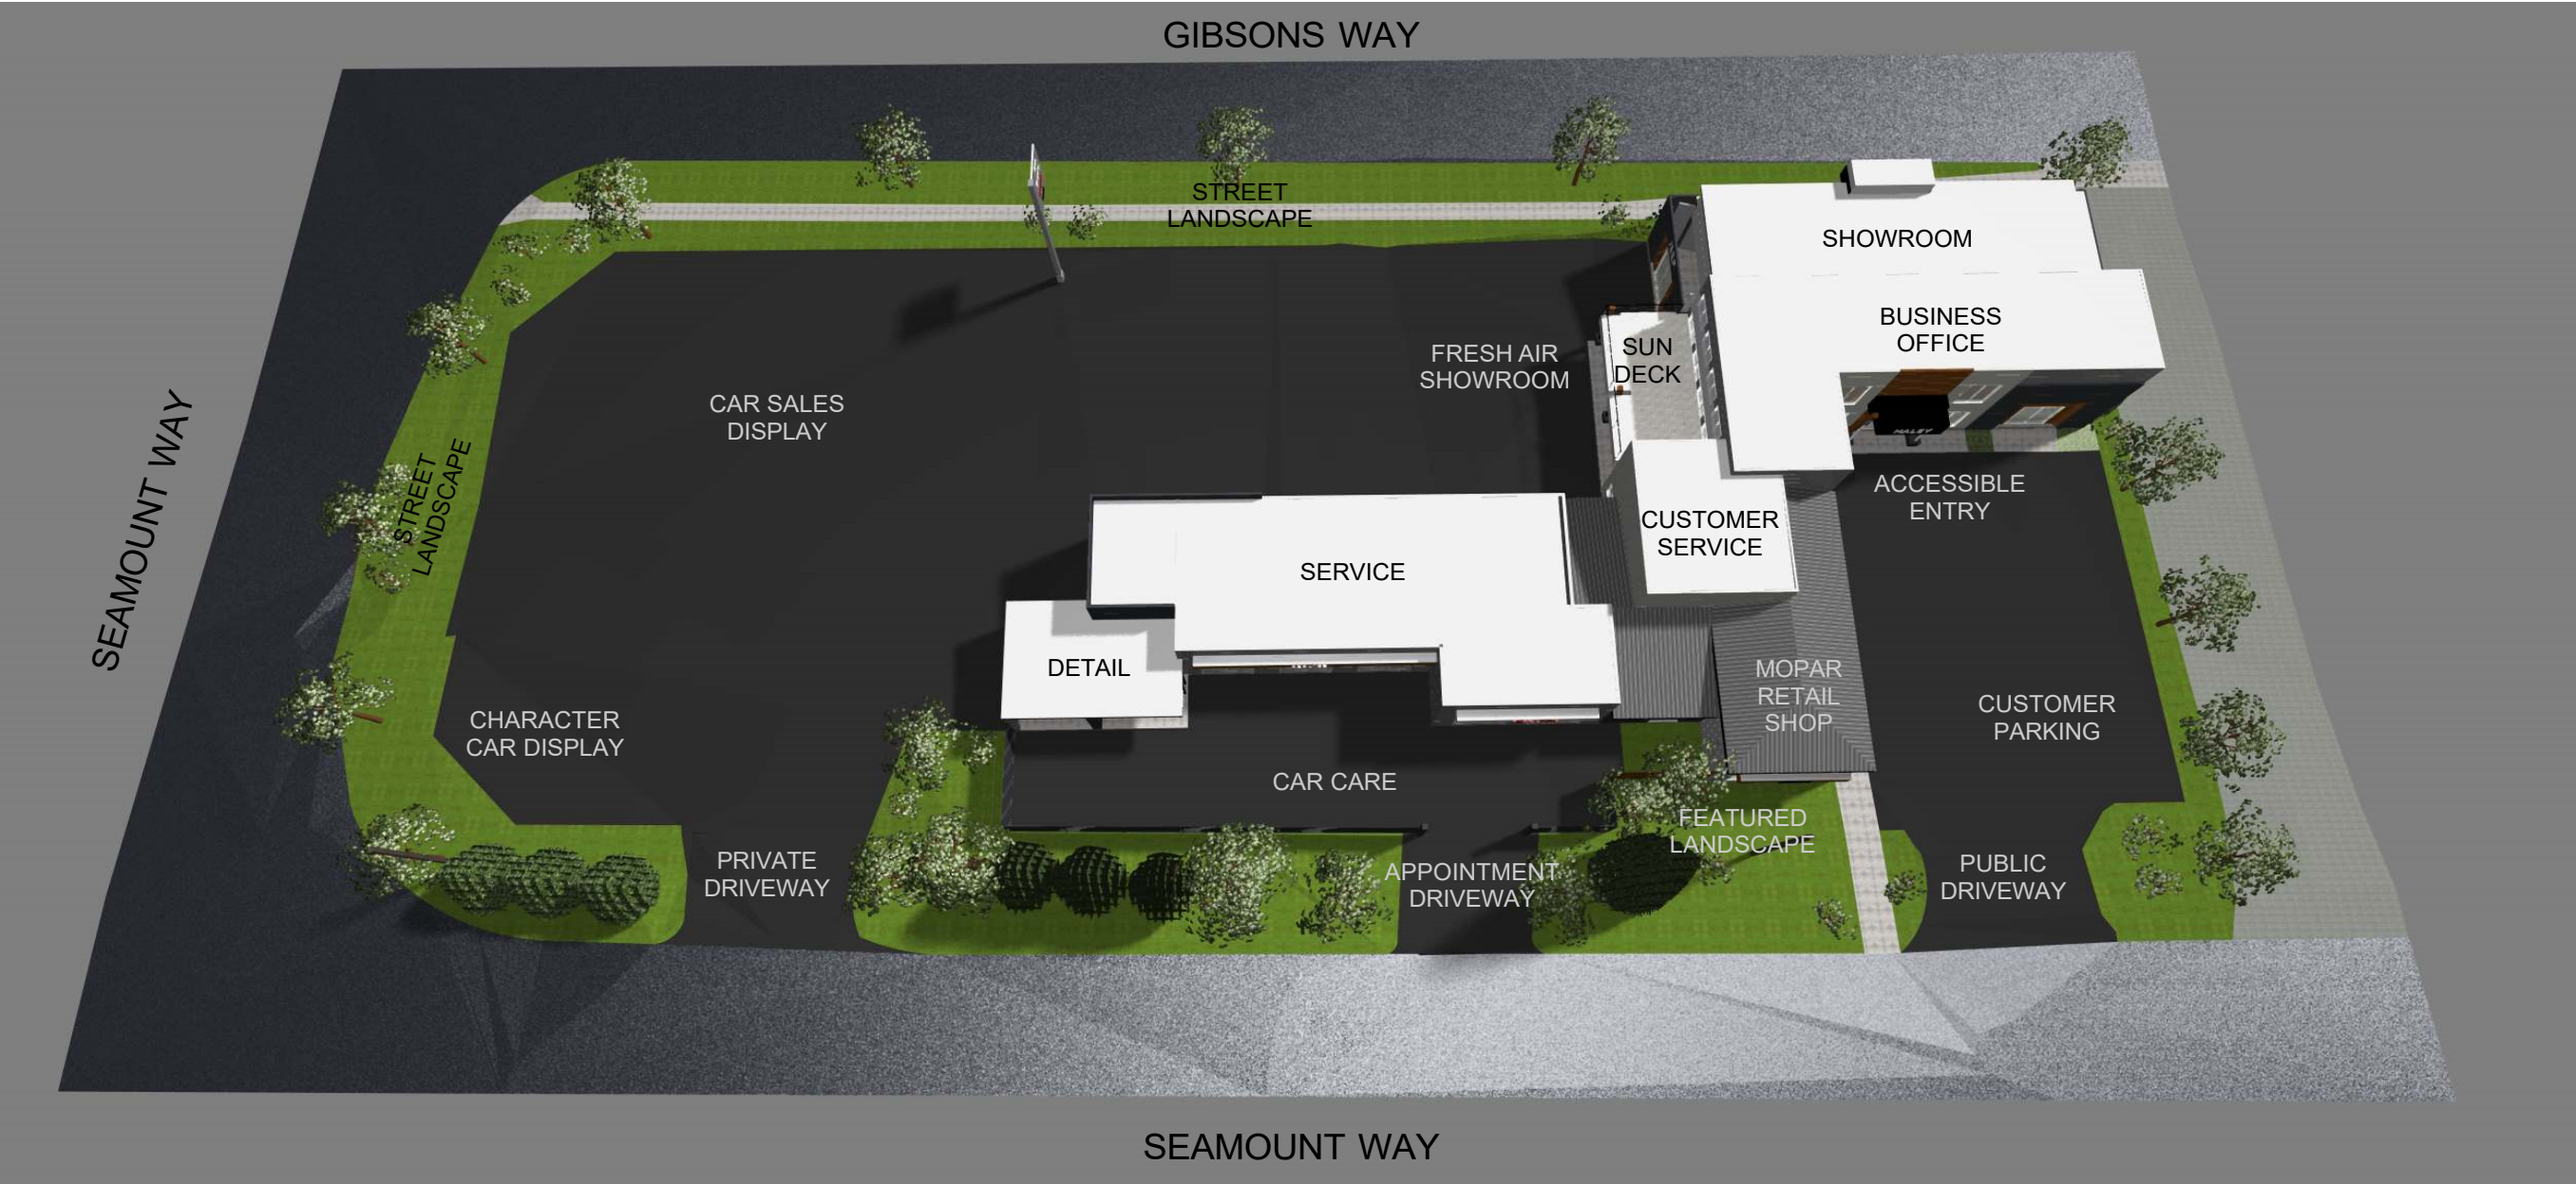 GIBSONS WAY
STREET
LANDSCAPE
SHOWROOM
BUSINESS
OFFICE
SUN
DECK
FRESH AIR
SHOWROOM
CAR SALES
DISPLAY
HALEY
SEAMOUNT WAY
STREET
LANDSCAPE
ACCESSIBLE
ENTRY
CUSTOMER
SERVICE
SERVICE
DETAIL
MOPAR
RETAIL
SHOP
CUSTOMER
PARKING
CHARACTER
CAR DISPLAY
CAR CARE
FEATURED
LANDSCAPE
PRIVATE
DRIVEWAY
APPOINTMENT
DRIVEWAY
PUBLIC
DRIVEWAY
SEAMOUNT WAY